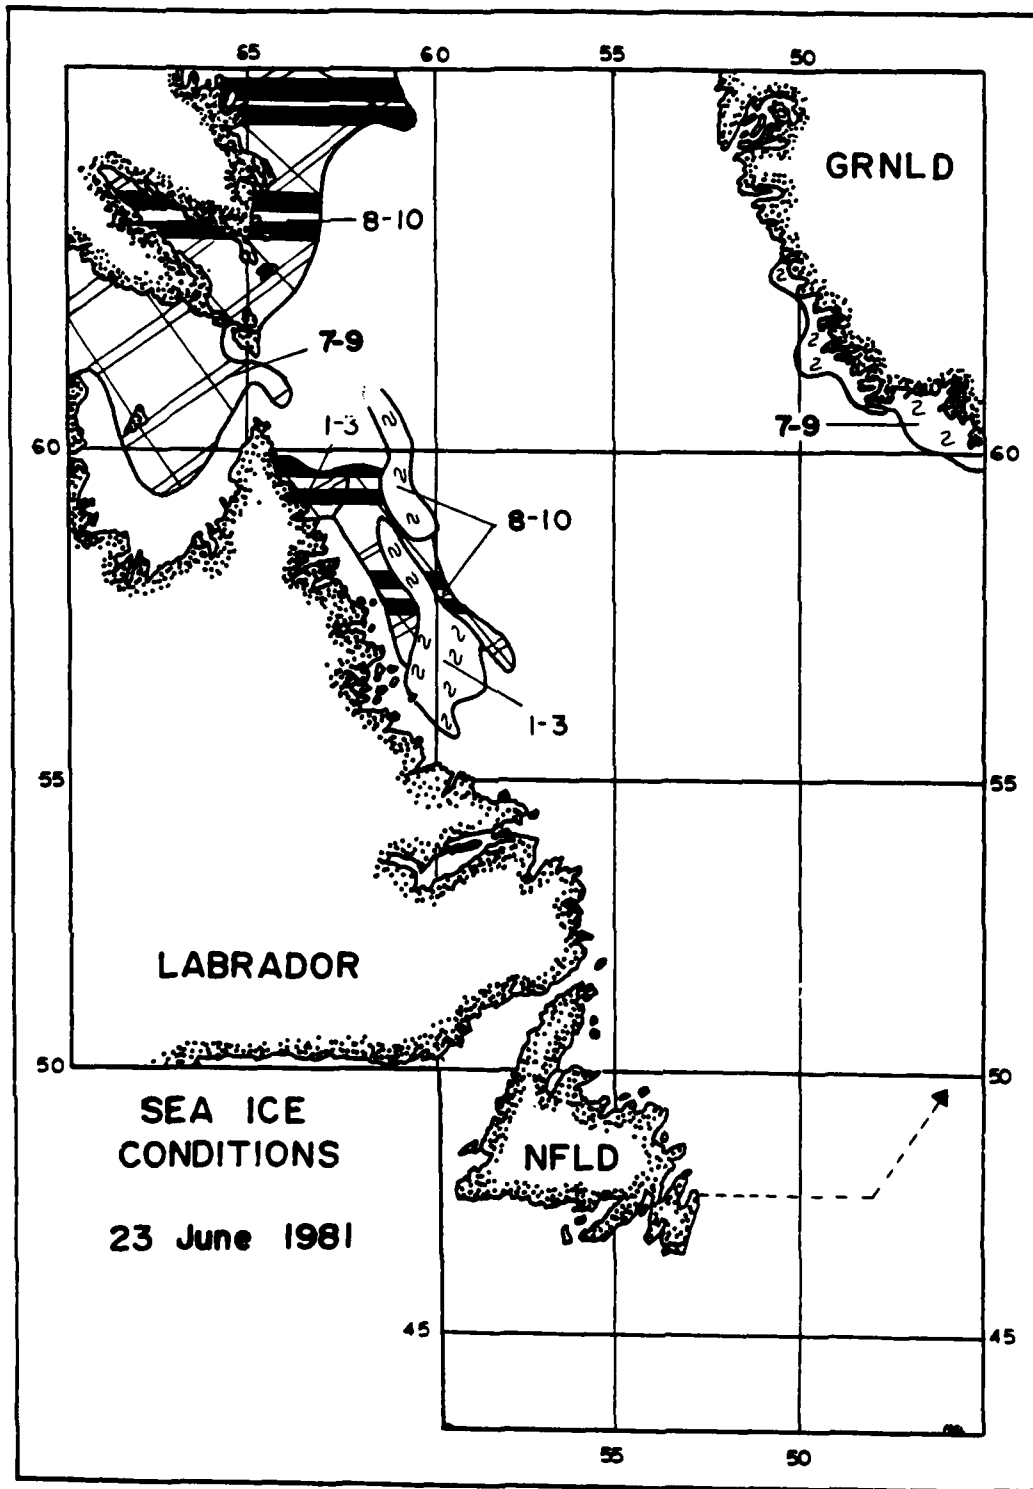 65 60 55 50
GRNLD
8-10
7-9
1-3
7-9
60 60
8-10
1-3
55 55
LABRADOR
50 50
SEA ICE
CONDITIONS
NFLD
23 June 1981
45 45
55 50